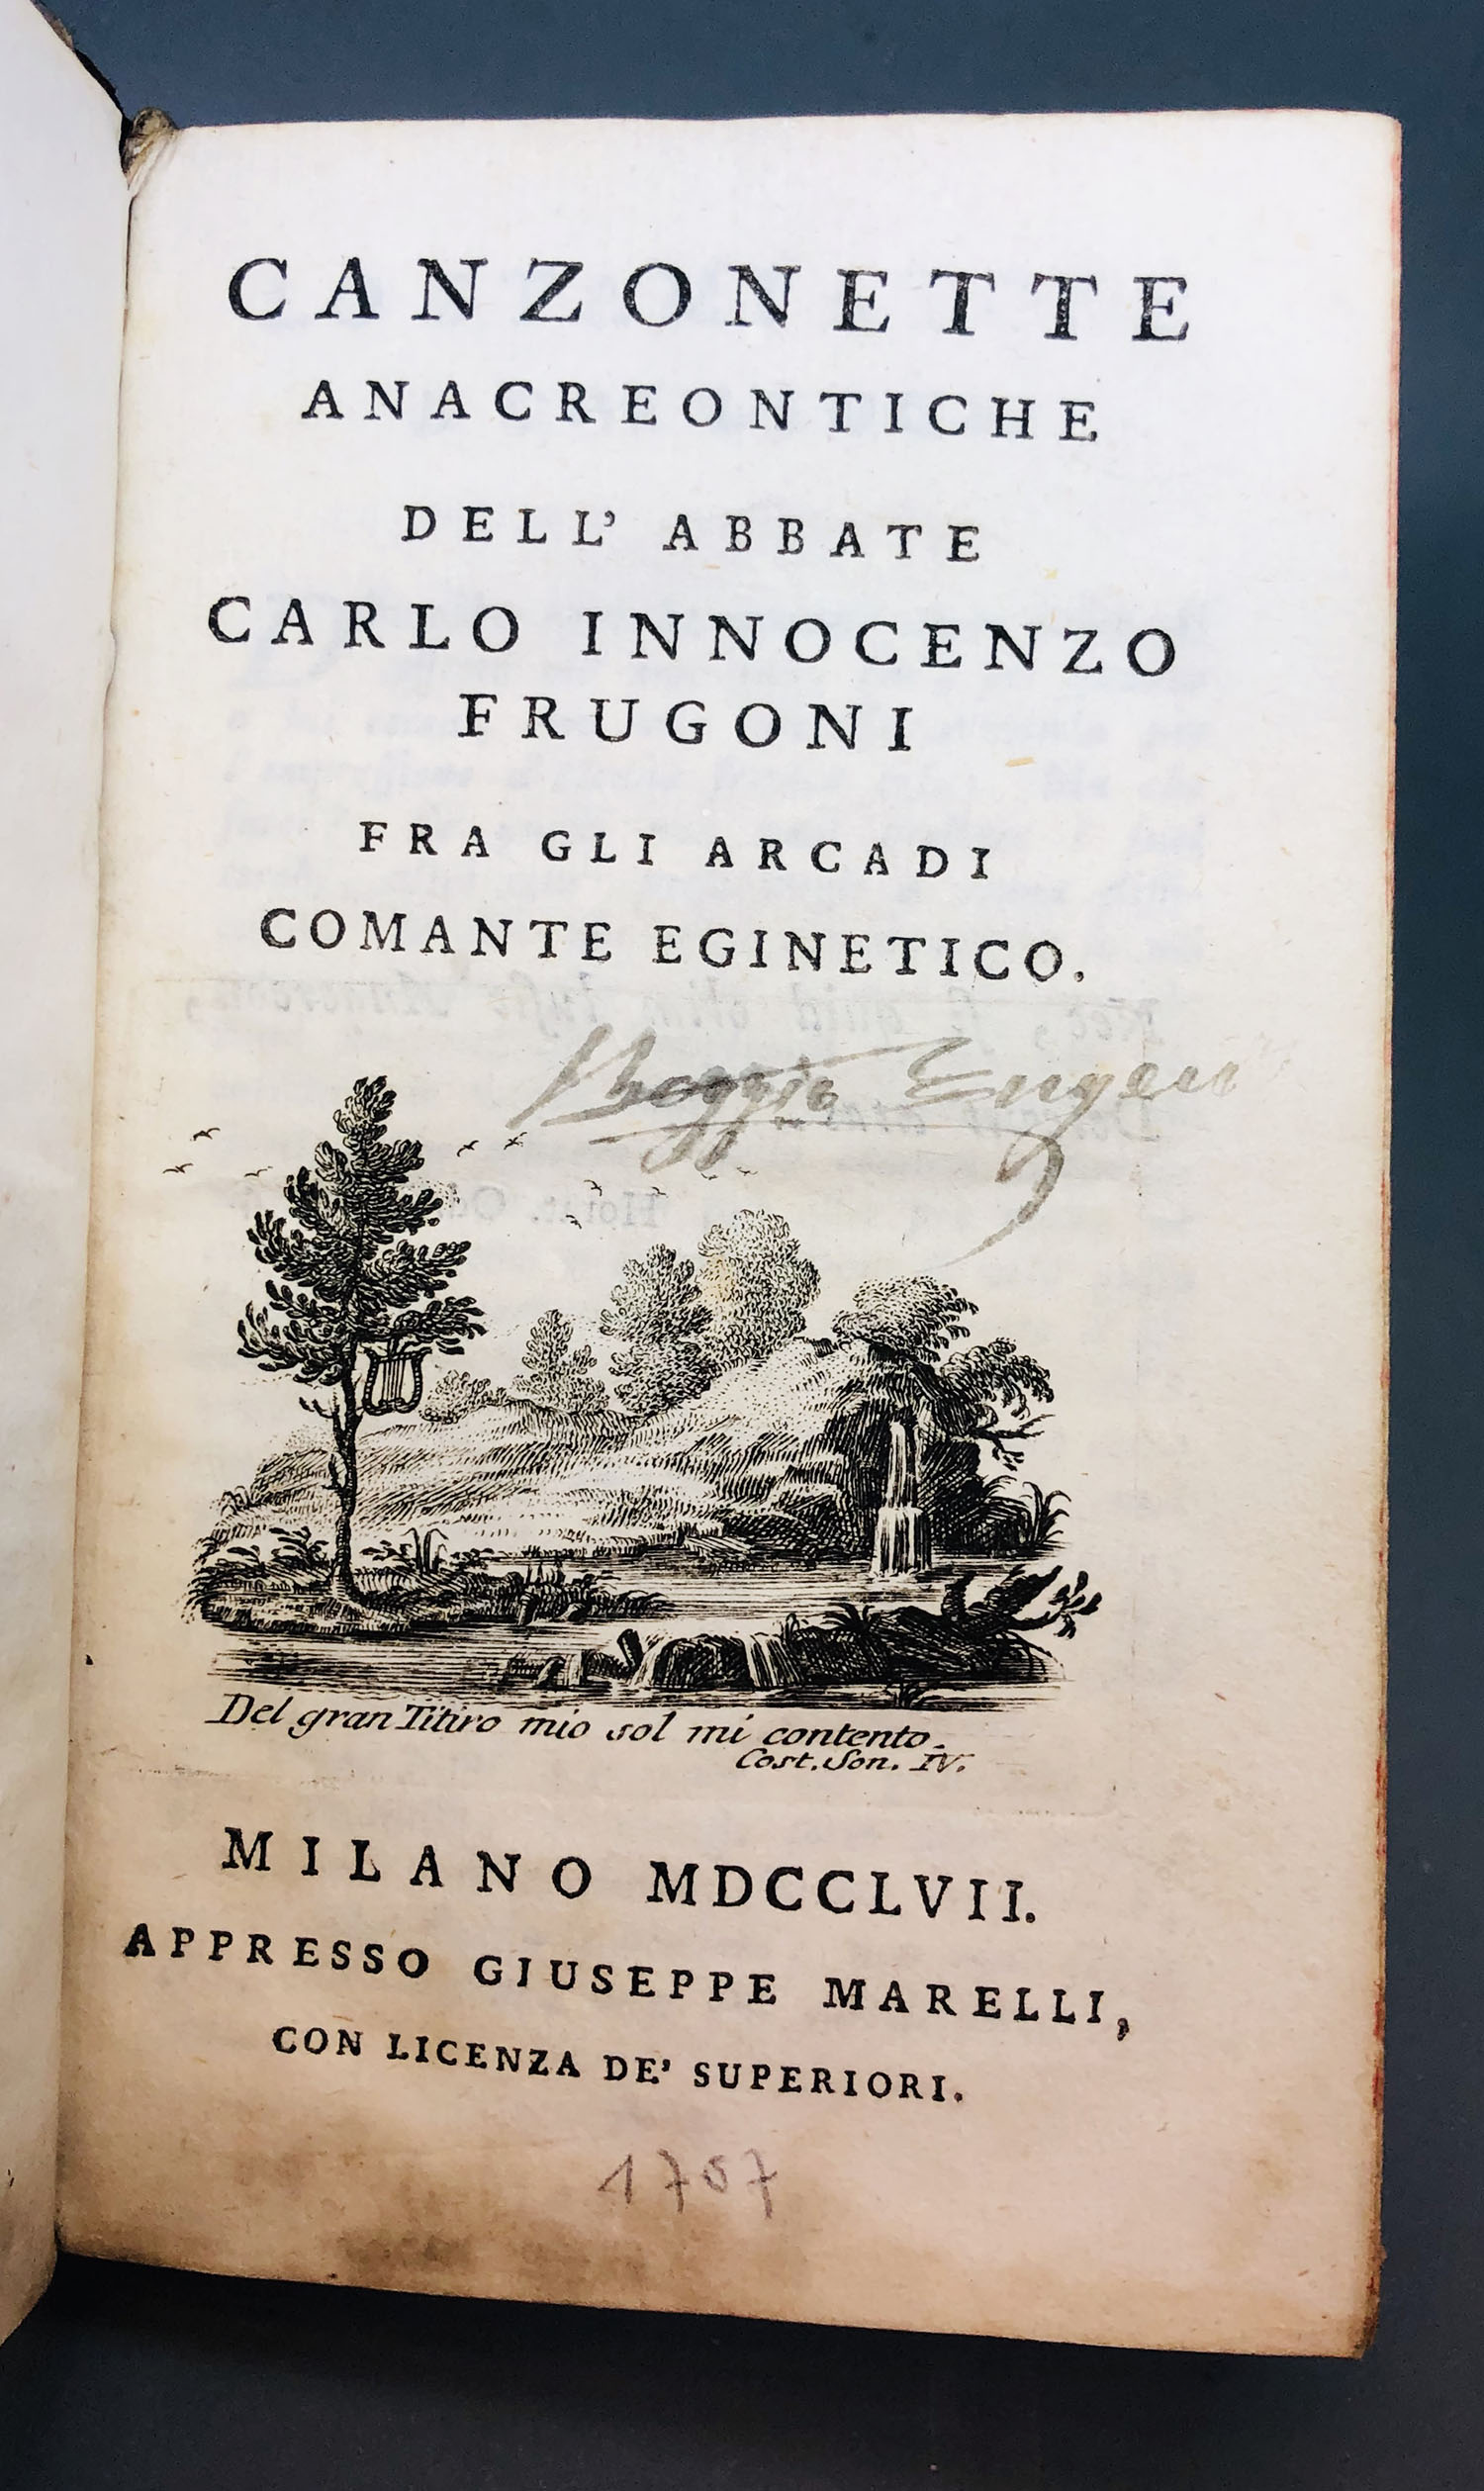 CANZONETTE
ANACREONTICHE
DELL' ABBATE
CARLO INNOCENZO
FRUGONI
FRA GLI ARCADI
COMANTE EGINETICO.
Del gran Titiro mio sol mi contento.
Cost. Son. IV.
MILANO MDCCLVII.
APPRESSO GIUSEPPE MARELLI,
CON LICENZA DE' SUPERIORI.
1757